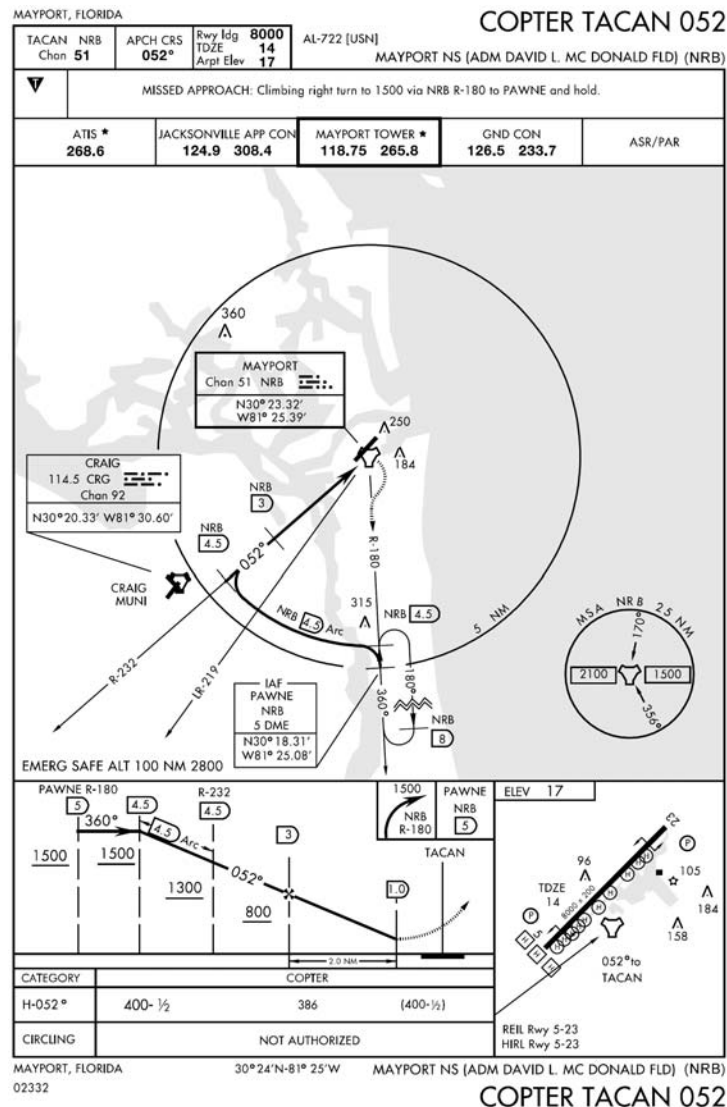 MAYPORT, FLORIDA
COPTER TACAN 052
TACAN NRB
Chan 51
APCH CRS
052°
Rwy ldg 8000
TDZE 14
Arpt Elev 17
AL-722 [USN]
MAYPORT NS (ADM DAVID L. MC DONALD FLD) (NRB)
T
MISSED APPROACH: Climbing right turn to 1500 via NRB R-180 to PAWNE and hold.
ATIS *
268.6
JACKSONVILLE APP CON
124.9 308.4
MAYPORT TOWER *
118.75 265.8
GND CON
126.5 233.7
ASR/PAR
360
MAYPORT
Chan 51 NRB
N30° 23.32'
W81° 25.39'
250
184
CRAIG
114.5 CRG
Chan 92
N30° 20.33' W81° 30.60'
NRB
3
NRB
4.5
052°
CRAIG
MUNI
R-180
315
NRB 4.5
NRB 4.5 Arc
5 NM
R-232
LR-219
IAF
PAWNE
NRB
5 DME
N30° 18.31'
W81° 25.08'
360°
180°
NRB
8
MSA NRB 25 NM
170°
2100
1500
356°
EMERG SAFE ALT 100 NM 2800
PAWNE R-180
5
4.5
R-232
4.5
360°
4.5 Arc
052°
3
1.0
1500
1500
1300
800
2.0 NM
1500
NRB
R-180
PAWNE
NRB
5
TACAN
ELEV 17
23
P
96
105
TDZE
14
8000 x 200
184
158
P
5
H
H
H
H
H
H
052° to
TACAN
REIL Rwy 5-23
HIRL Rwy 5-23
CATEGORY
COPTER
H-052°
400-½
386
(400-½)
CIRCLING
NOT AUTHORIZED
MAYPORT, FLORIDA
30°24'N-81° 25'W
MAYPORT NS (ADM DAVID L. MC DONALD FLD) (NRB)
02332
COPTER TACAN 052